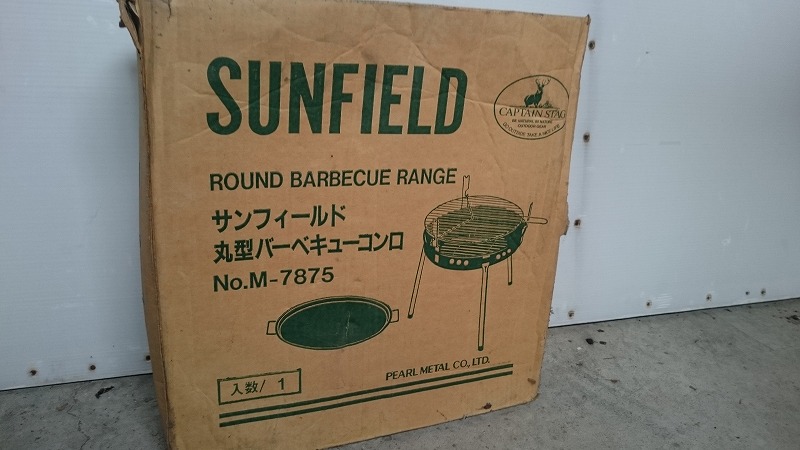 SUNFIELD
CAPTAIN STAG
ROUND BARBECUE RANGE
サンフィールド
丸型バーベキューコンロ
No.M-7875
入数/1
PEARL METAL CO., LTD.